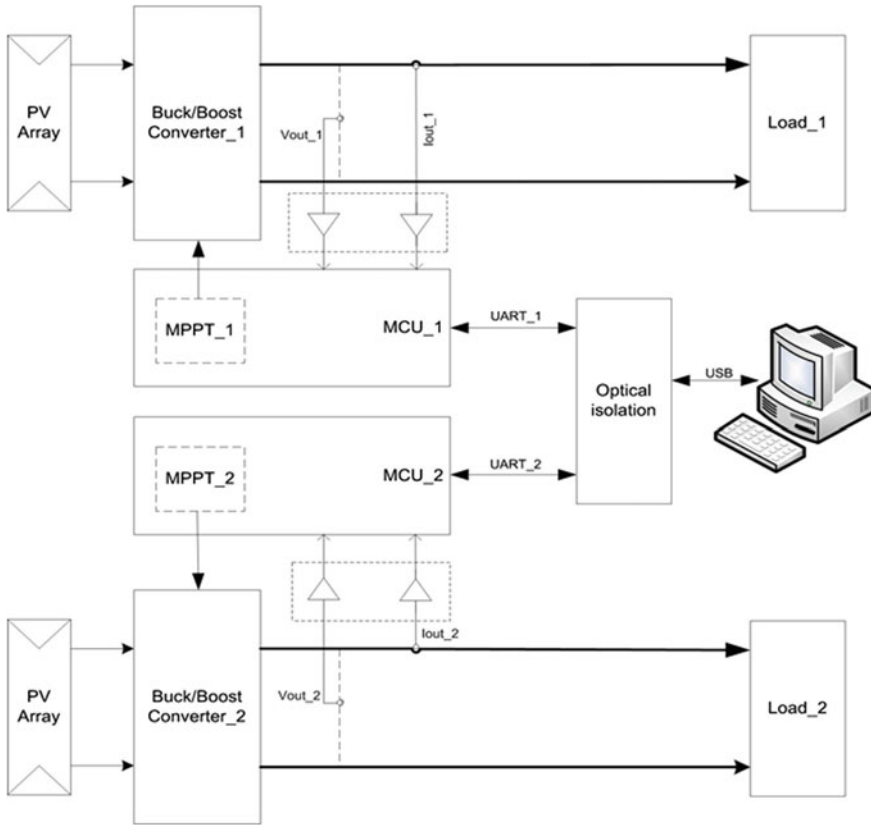 PV
Array
Buck/Boost
Converter_1
Vout_1
Iout_1
Load_1
MPPT_1
MCU_1
UART_1
Optical
isolation
USB
MPPT_2
MCU_2
UART_2
PV
Array
Buck/Boost
Converter_2
Vout_2
Iout_2
Load_2